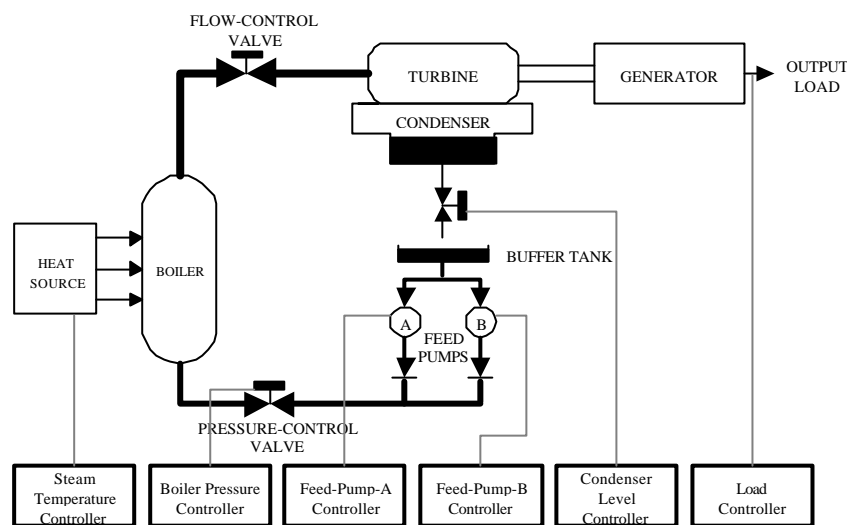 FLOW-CONTROL
VALVE
TURBINE
GENERATOR
OUTPUT
LOAD
CONDENSER
HEAT
SOURCE
BOILER
BUFFER TANK
A
B
FEED
PUMPS
PRESSURE-CONTROL
VALVE
Steam
Temperature
Controller
Boiler Pressure
Controller
Feed-Pump-A
Controller
Feed-Pump-B
Controller
Condenser
Level
Controller
Load
Controller